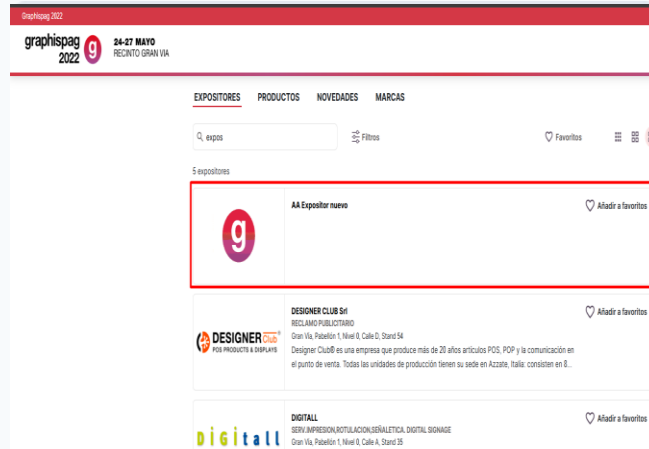 Graphispag 2022
graphispag
2022
g
24-27 MAYO
RECINTO GRAN VIA
EXPOSITORES PRODUCTOS NOVEDADES MARCAS
expos
Filtros
Favoritos
5 expositores
g
AA Expositor nuevo
Añadir a favoritos
DESIGNER Club®
POS PRODUCTS & DISPLAYS
DESIGNER CLUB Srl
Añadir a favoritos
RECLAMO PUBLICITARIO
Gran Via, Pabellón 1, Nivel 0, Calle D, Stand 54
Designer Club® es una empresa que produce más de 20 años artículos POS, POP y la comunicación en
el punto de venta. Todas las unidades de producción tienen su sede en Azzate, Italia: consisten en 8...
DiGitall
DIGITALL
Añadir a favoritos
SERV.IMPRESION,ROTULACION,SEÑALETICA. DIGITAL SIGNAGE
Gran Via, Pabellón 1, Nivel 0, Calle A, Stand 35